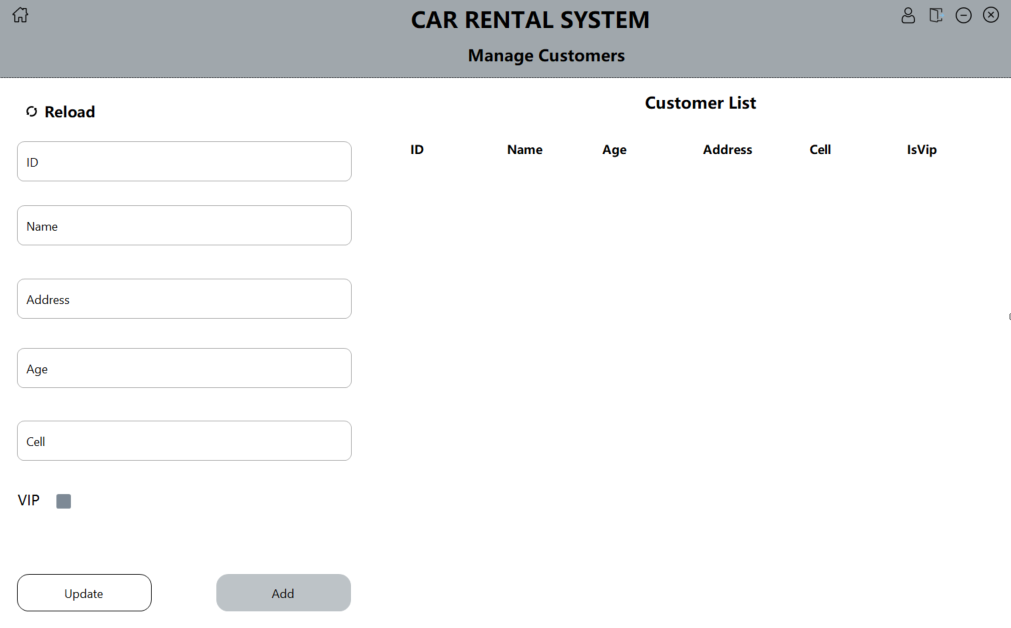 CAR RENTAL SYSTEM
Manage Customers
Reload
Customer List
ID
Name
Address
Age
Cell
VIP
Update Add
ID Name Age Address Cell IsVip